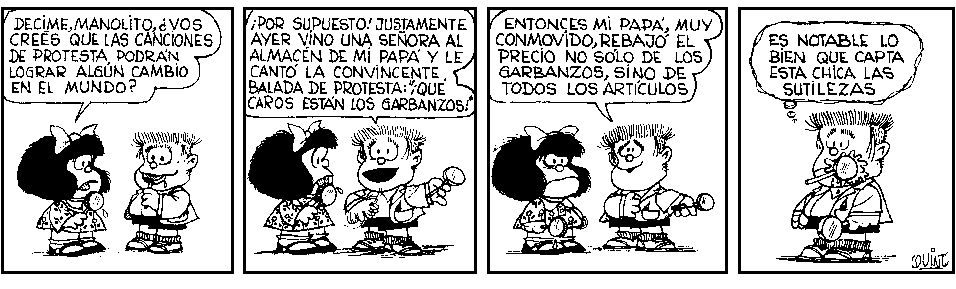 DECIME, MANOLITO, ¿VOS
CREÉS QUE LAS CANCIONES
DE PROTESTA PODRÁN
LOGRAR ALGÚN CAMBIO
EN EL MUNDO?
¡POR SUPUESTO! JUSTAMENTE
AYER VINO UNA SEÑORA AL
ALMACÉN DE MI PAPÁ Y LE
CANTÓ LA CONVINCENTE
BALADA DE PROTESTA: "¡QUÉ
CAROS ESTÁN LOS GARBANZOS!"
ENTONCES MI PAPÁ, MUY
CONMOVIDO, REBAJÓ EL
PRECIO NO SÓLO DE LOS
GARBANZOS, SINO DE
TODOS LOS ARTÍCULOS
ES NOTABLE LO
BIEN QUE CAPTA
ESTA CHICA LAS
SUTILEZAS
QUINO